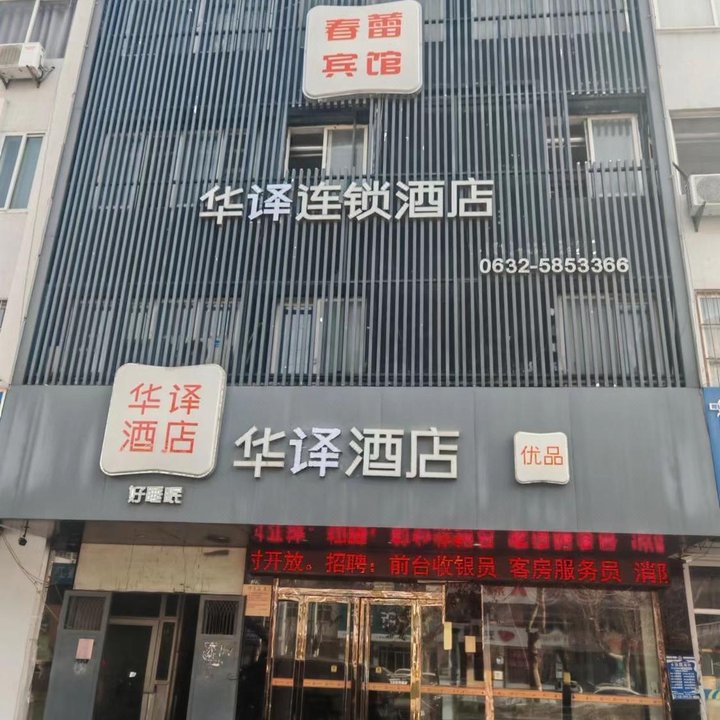 春蕾
宾馆
华译连锁酒店
0632-5853366
华译
酒店
好睡眠
华译酒店
优品
时开放。招聘：前台收银员 客房服务员 消